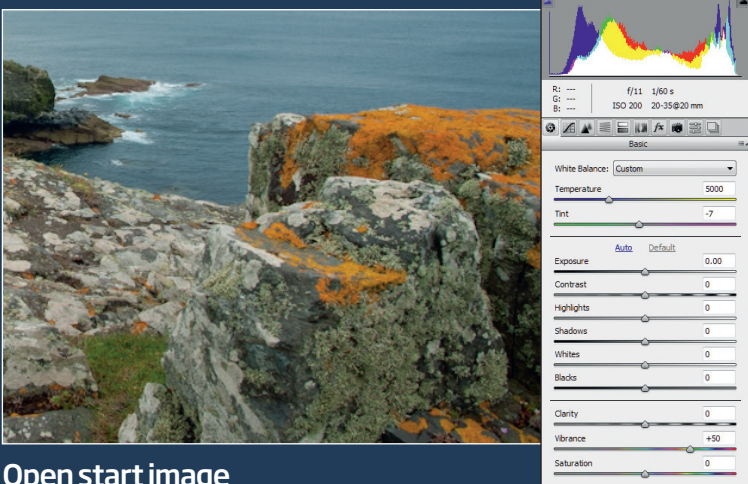 R: ---
G: ---
B: ---
f/11 1/60 s
ISO 200 20-35@20 mm
fx
Basic
White Balance: Custom
Temperature 5000
Tint -7
Auto Default
Exposure 0.00
Contrast 0
Highlights 0
Shadows 0
Whites 0
Blacks 0
Clarity 0
Vibrance +50
Saturation 0
Open start image